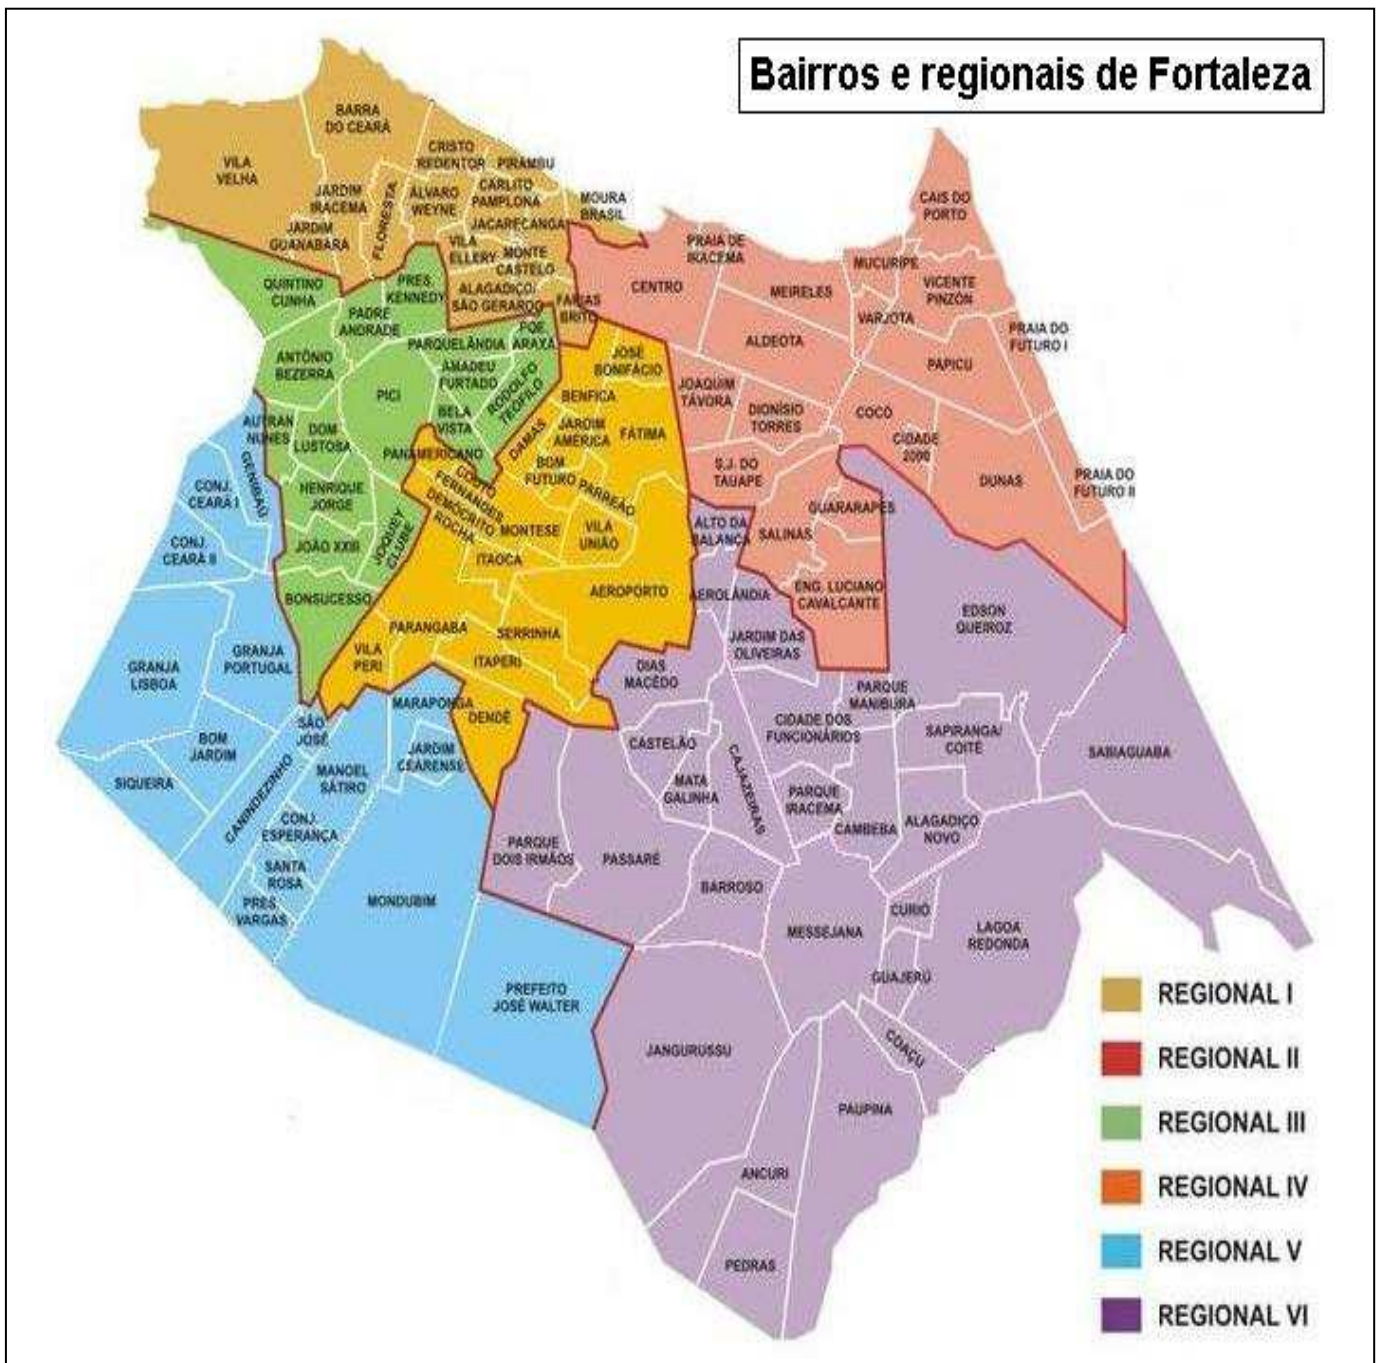 Bairros e regionais de Fortaleza
BARRA
DO CEARÁ
VILA
VELHA
CRISTO
REDENTOR
PIRAMBU
JARDIM
IRACEMA
FLORESTA
ÁLVARO
WEYNE
CARLITO
PAMPLONA
MOURA
BRASIL
JARDIM
GUANABARA
JACARECANGA
VILA
ELLERY
MONTE
CASTELO
CAIS DO
PORTO
PRAIA DE
IRACEMA
MUCURIPE
QUINTINO
CUNHA
PRES.
KENNEDY
ALAGADIÇO/
SÃO GERARDO
FARIAS
BRITO
CENTRO
MEIRELES
VICENTE
PINZÓN
PADRE
ANDRADE
VARJOTA
PRAIA DO
FUTURO I
PARQUELÂNDIA
PQE.
ARAXÁ
ALDEOTA
ANTÔNIO
BEZERRA
AMADEU
FURTADO
RODOLFO
TEÓFILO
JOSÉ
BONIFÁCIO
PAPICU
PICI
BENFICA
JOAQUIM
TÁVORA
DIONÍSIO
TORRES
COCÓ
BELA
VISTA
AUTRAN
NUNES
DOM
LUSTOSA
DAMAS
JARDIM
AMÉRICA
FÁTIMA
CIDADE
2000
PANAMERICANO
GENIBAÚ
BOM
FUTURO
S.J. DO
TAUAPE
DUNAS
PRAIA DO
FUTURO II
CONJ.
CEARÁ I
HENRIQUE
JORGE
COUTO
FERNANDES
PARREÃO
DEMÓCRITO
ROCHA
GUARARAPES
MONTESE
VILA
UNIÃO
ALTO DA
BALANÇA
SALINAS
CONJ.
CEARÁ II
JOÃO XXIII
JOQUEY
CLUBE
ITAOCA
BONSUCESSO
AEROPORTO
AEROLÂNDIA
ENG. LUCIANO
CAVALCANTE
EDSON
QUEIROZ
PARANGABA
SERRINHA
JARDIM DAS
OLIVEIRAS
GRANJA
LISBOA
GRANJA
PORTUGAL
VILA
PERI
ITAPERI
DIAS
MACÊDO
PARQUE
MANIBURA
MARAPONGA
DENDÊ
SÃO
JOSÉ
CIDADE DOS
FUNCIONÁRIOS
SAPIRANGA/
COITÉ
BOM
JARDIM
CASTELÃO
SABIAGUABA
JARDIM
CEARENSE
SIQUEIRA
CANINDEZINHO
MANOEL
SÁTIRO
MATA
GALINHA
CAJAZEIRAS
PARQUE
IRACEMA
CONJ.
ESPERANÇA
CAMBEBA
ALAGADIÇO
NOVO
PARQUE
DOIS IRMÃOS
PASSARÉ
SANTA
ROSA
BARROSO
PRES.
VARGAS
MONDUBIM
CURIÓ
MESSEJANA
LAGOA
REDONDA
GUAJERÚ
PREFEITO
JOSÉ WALTER
JANGURUSSU
COAÇU
PAUPINA
ANCURI
PEDRAS
REGIONAL I
REGIONAL II
REGIONAL III
REGIONAL IV
REGIONAL V
REGIONAL VI